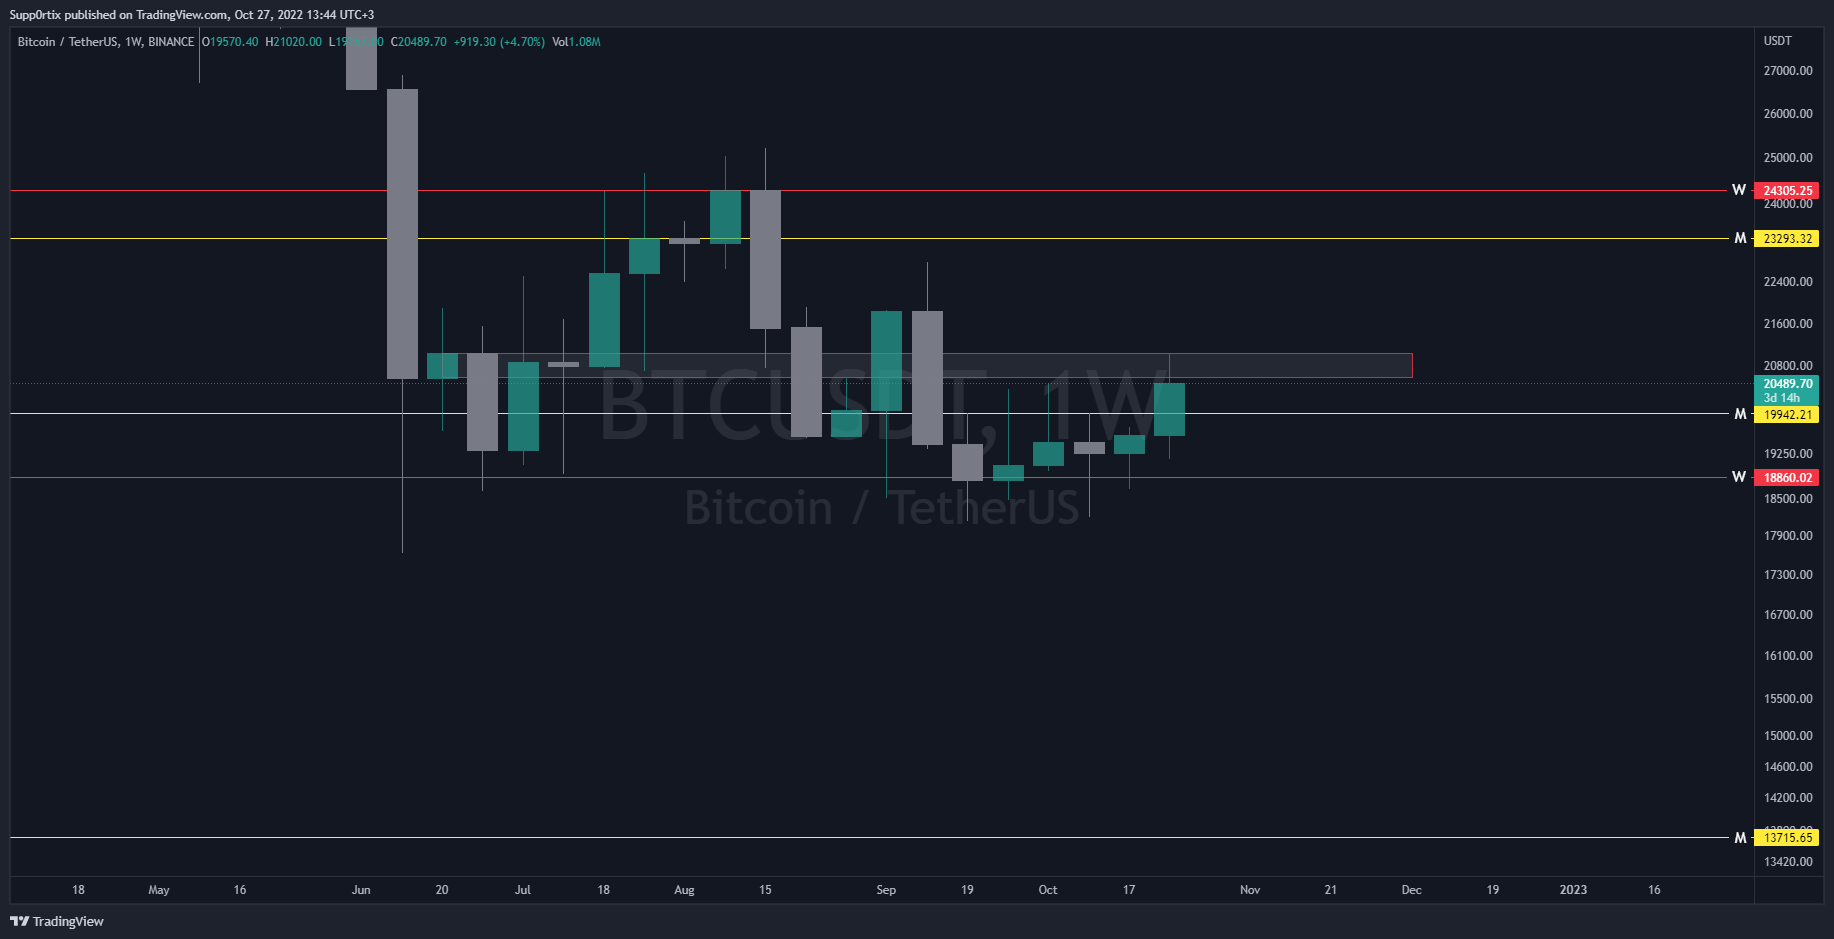 Supp0rtix published on TradingView.com, Oct 27, 2022 13:44 UTC+3
Bitcoin / TetherUS, 1W, BINANCE O19570.40 H21020.00 C20489.70 +919.30 (+4.70%) Vol1.08M
USDT
27000.00
26000.00
25000.00
W 24305.25
24000.00
M 23293.32
22400.00
21600.00
20800.00
20489.70
3d 14h
M 19942.21
19250.00
W 18860.02
18500.00
17900.00
17300.00
16700.00
16100.00
15500.00
15000.00
14600.00
14200.00
M 13715.65
13420.00
BTCUSDT, 1W
Bitcoin / TetherUS
18 May 16 Jun 20 Jul 18 Aug 15 Sep 19 Oct 17 Nov 21 Dec 19 2023 16
TradingView